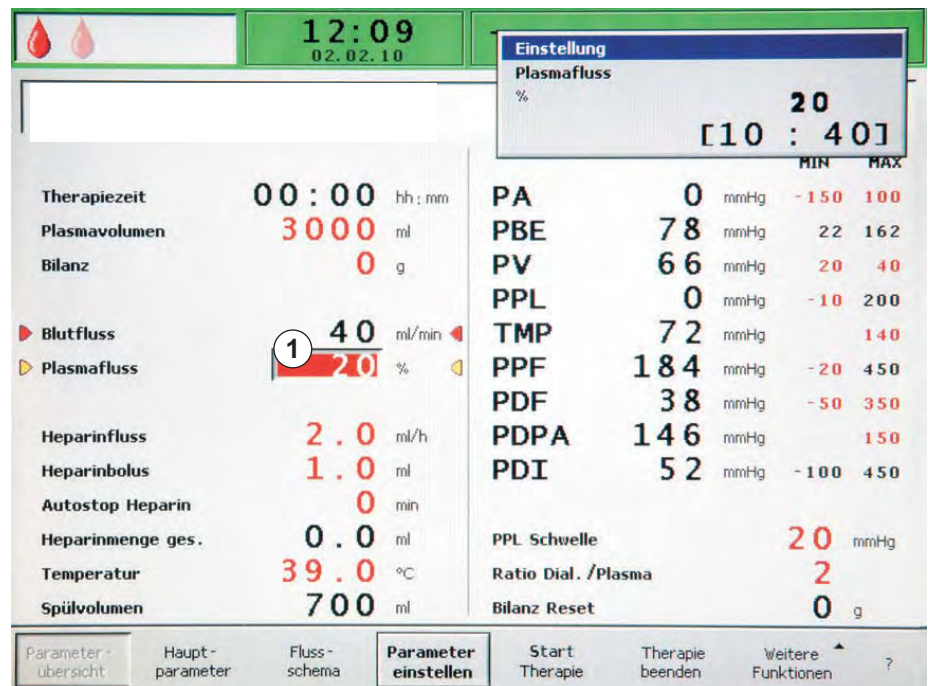 12:09
02.02.10
Einstellung
Plasmafluss
%
20
[10 : 40]
MIN MAX
Therapiezeit 00:00 hh:mm
Plasmavolumen 3000 ml
Bilanz 0 g
Blutfluss 40 ml/min
1
Plasmafluss 20 %
Heparinfluss 2.0 ml/h
Heparinbolus 1.0 ml
Autostop Heparin 0 min
Heparinmenge ges. 0.0 ml
Temperatur 39.0 °C
Spülvolumen 700 ml
PA 0 mmHg -150 100
PBE 78 mmHg 22 162
PV 66 mmHg 20 40
PPL 0 mmHg -10 200
TMP 72 mmHg 140
PPF 184 mmHg -20 450
PDF 38 mmHg -50 350
PDPA 146 mmHg 150
PDI 52 mmHg -100 450
PPL Schwelle 20 mmHg
Ratio Dial./Plasma 2
Bilanz Reset 0 g
Parameter-
übersicht
Haupt-
parameter
Fluss-
schema
Parameter
einstellen
Start
Therapie
Therapie
beenden
Weitere
Funktionen
?